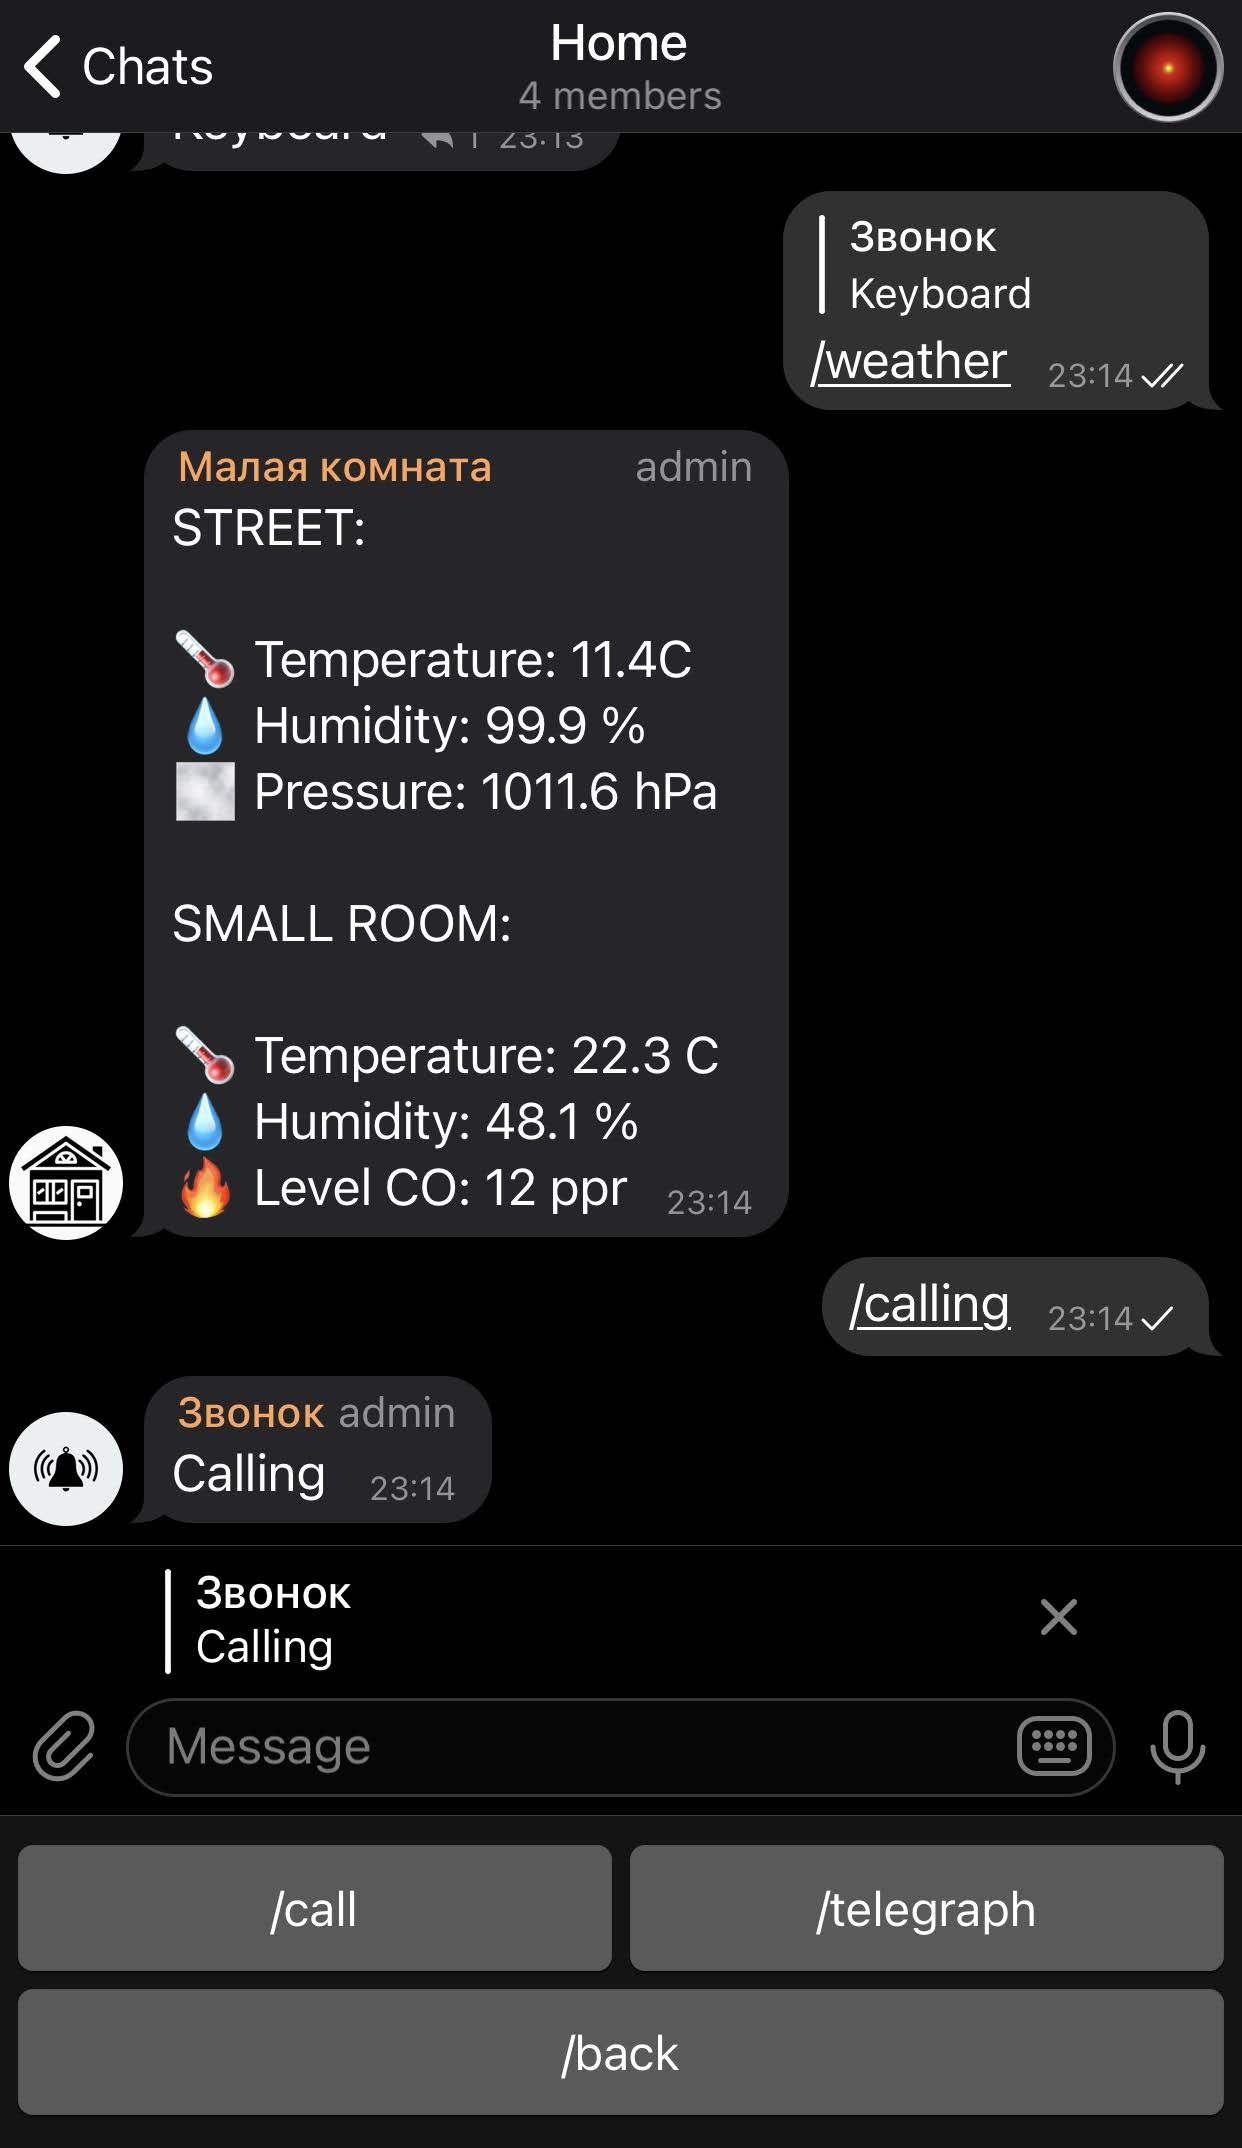 Chats
Home
4 members
Keyboard 1 23:13
Звонок
Keyboard
/weather 23:14
Малая комната admin
STREET:
Temperature: 11.4C
Humidity: 99.9 %
Pressure: 1011.6 hPa
SMALL ROOM:
Temperature: 22.3 C
Humidity: 48.1 %
Level CO: 12 ppr 23:14
/calling 23:14
Звонок admin
Calling 23:14
Звонок
Calling
Message
/call
/telegraph
/back